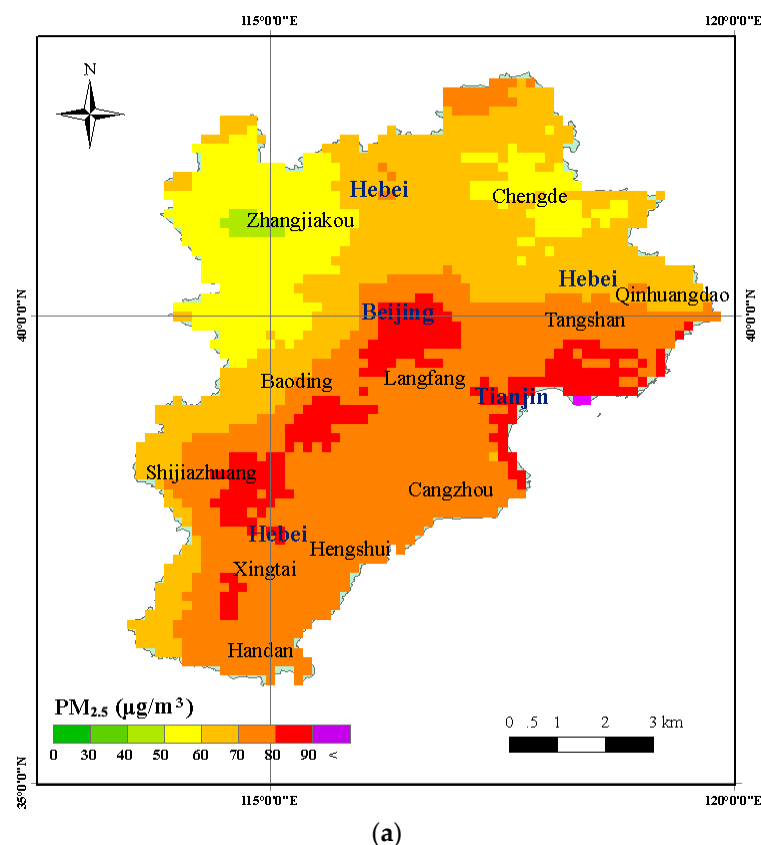 115°0'0"E 120°0'0"E
N
Hebei
Chengde
Zhangjiakou
Hebei
Qinhuangdao
40°0'0"N 40°0'0"N
Beijing
Tangshan
Baoding
Langfang
Tianjin
Shijiazhuang
Cangzhou
Hebei
Hengshui
Xingtai
Handan
PM2.5 (μg/m³)
0 30 40 50 60 70 80 90 <
0 .5 1 2 3 km
35°0'0"N
115°0'0"E 120°0'0"E
(a)